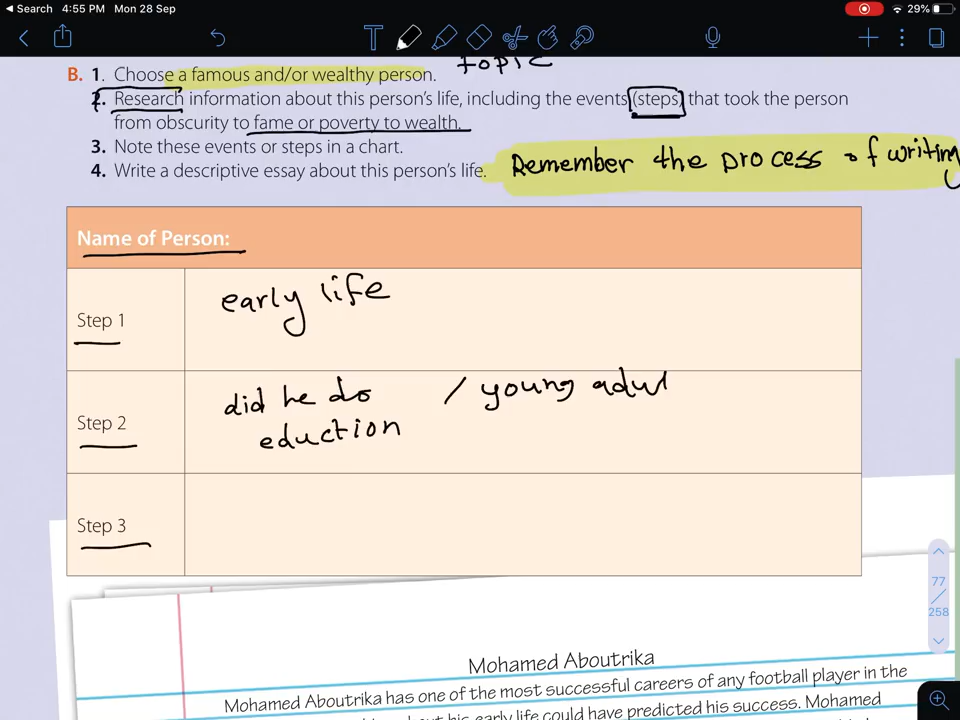 Search 4:55 PM Mon 28 Sep 29%
topic
B. 1. Choose a famous and/or wealthy person.
2. Research information about this person's life, including the events (steps) that took the person
from obscurity to fame or poverty to wealth.
3. Note these events or steps in a chart.
4. Write a descriptive essay about this person's life.
Remember the process of writing
Name of Person:
Step 1 early life
Step 2 did he do / young adul
eduction
Step 3
77
/
258
Mohamed Aboutrika
Mohamed Aboutrika has one of the most successful careers of any football player in the
his early life could have predicted his success. Mohamed